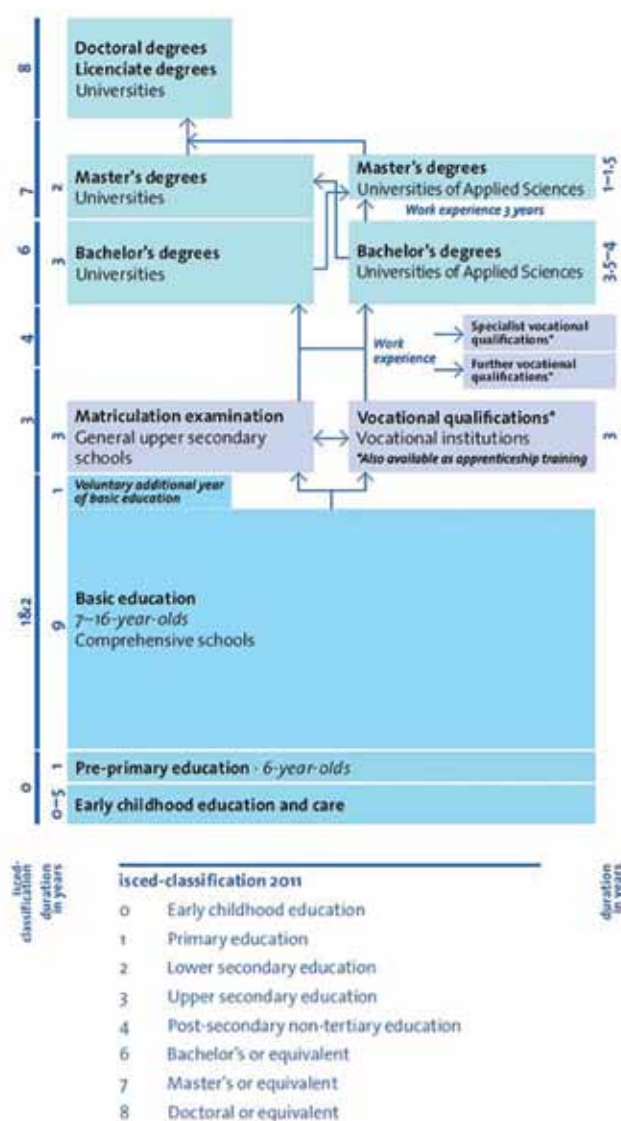 8
Doctoral degrees
Licenciate degrees
Universities
7
2
Master's degrees
Universities
Master's degrees
Universities of Applied Sciences
1–1.5
Work experience 3 years
6
3
Bachelor's degrees
Universities
Bachelor's degrees
Universities of Applied Sciences
3.5–4
4
Work
experience
Specialist vocational
qualifications*
Further vocational
qualifications*
3
3
Matriculation examination
General upper secondary
schools
Vocational qualifications*
Vocational institutions
*Also available as apprenticeship training
3
1
Voluntary additional year
of basic education
1&2
9
Basic education
7–16-year-olds
Comprehensive schools
0
1
Pre-primary education · 6-year-olds
0–5
Early childhood education and care
isced-
classification
duration
in years
duration
in years
isced-classification 2011
0 Early childhood education
1 Primary education
2 Lower secondary education
3 Upper secondary education
4 Post-secondary non-tertiary education
6 Bachelor's or equivalent
7 Master's or equivalent
8 Doctoral or equivalent